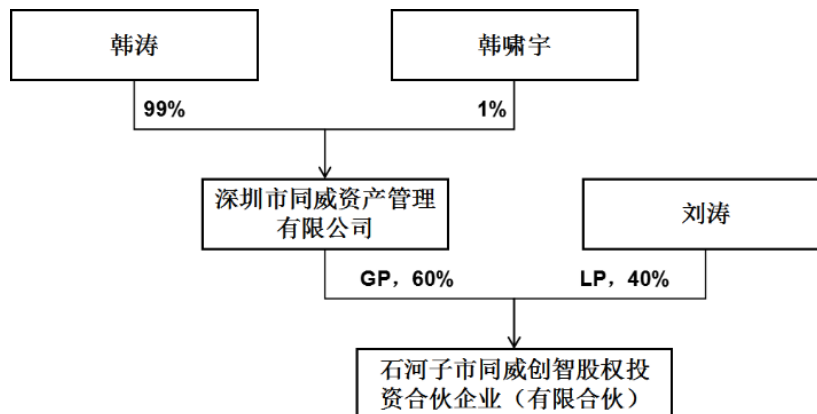 韩涛
韩啸宇
99%
1%
深圳市同威资产管理
有限公司
刘涛
GP，60%
LP，40%
石河子市同威创智股权投
资合伙企业（有限合伙）